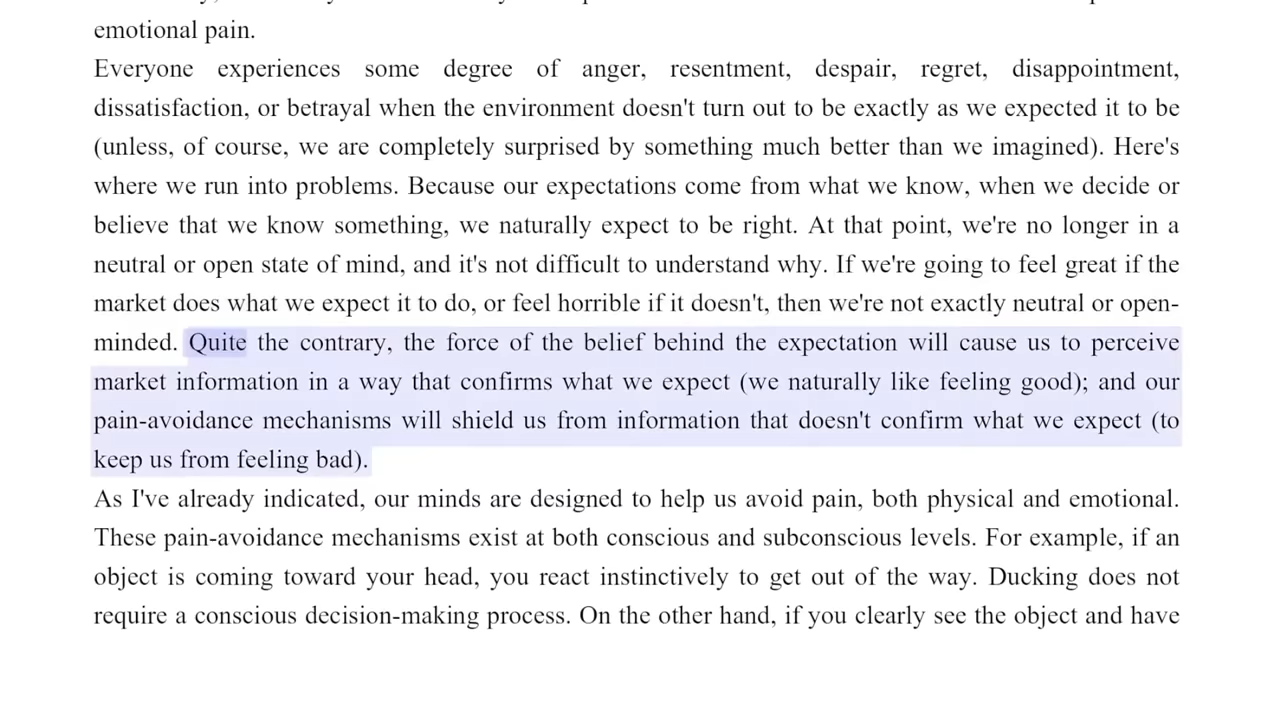 emotional pain.
Everyone experiences some degree of anger, resentment, despair, regret, disappointment,
dissatisfaction, or betrayal when the environment doesn't turn out to be exactly as we expected it to be
(unless, of course, we are completely surprised by something much better than we imagined). Here's
where we run into problems. Because our expectations come from what we know, when we decide or
believe that we know something, we naturally expect to be right. At that point, we're no longer in a
neutral or open state of mind, and it's not difficult to understand why. If we're going to feel great if the
market does what we expect it to do, or feel horrible if it doesn't, then we're not exactly neutral or open-
minded. Quite the contrary, the force of the belief behind the expectation will cause us to perceive
market information in a way that confirms what we expect (we naturally like feeling good); and our
pain-avoidance mechanisms will shield us from information that doesn't confirm what we expect (to
keep us from feeling bad).
As I've already indicated, our minds are designed to help us avoid pain, both physical and emotional.
These pain-avoidance mechanisms exist at both conscious and subconscious levels. For example, if an
object is coming toward your head, you react instinctively to get out of the way. Ducking does not
require a conscious decision-making process. On the other hand, if you clearly see the object and have